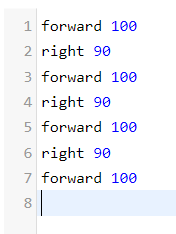 1 forward 100
2 right 90
3 forward 100
4 right 90
5 forward 100
6 right 90
7 forward 100
8